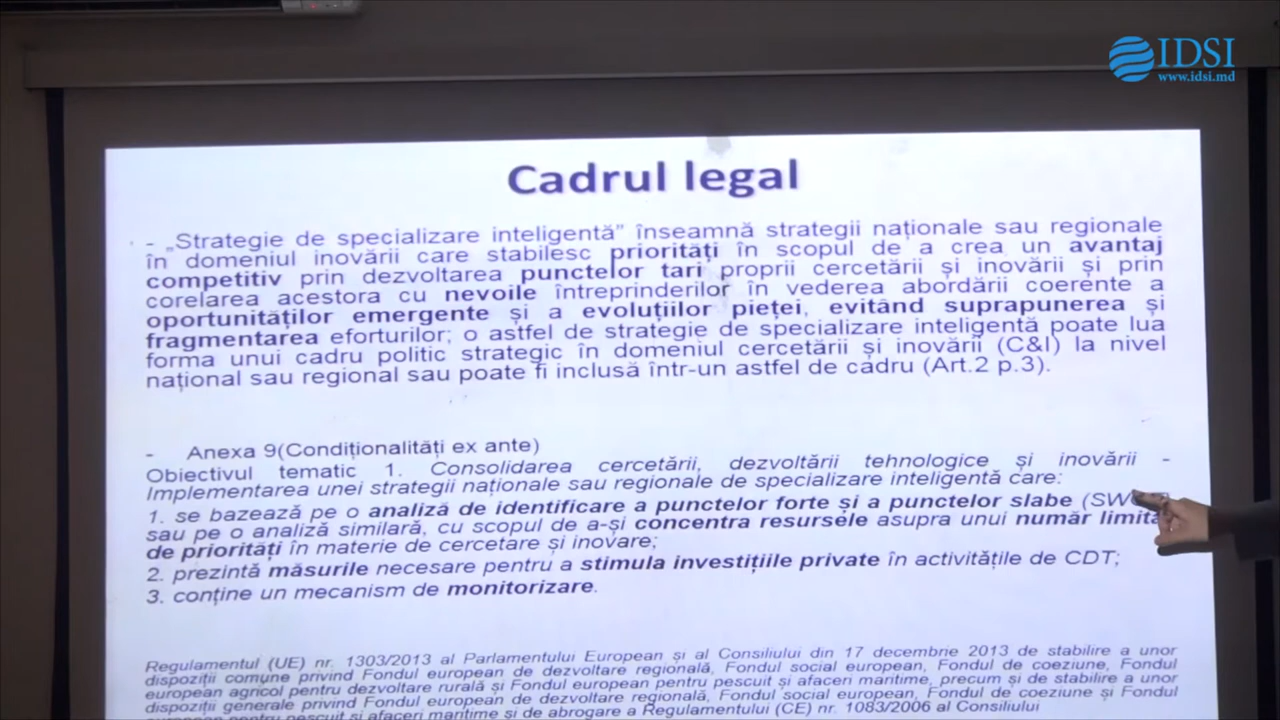 IDSI
www.idsi.md
Cadrul legal
- „Strategie de specializare inteligentă” înseamnă strategii naționale sau regionale
în domeniul inovării care stabilesc priorități în scopul de a crea un avantaj
competitiv prin dezvoltarea punctelor tari proprii cercetării și inovării și prin
corelarea acestora cu nevoile întreprinderilor în vederea abordării coerente a
oportunităților emergente și a evoluțiilor pieței, evitând suprapunerea și
fragmentarea eforturilor; o astfel de strategie de specializare inteligentă poate lua
forma unui cadru politic strategic în domeniul cercetării și inovării (C&I) la nivel
național sau regional sau poate fi inclusă într-un astfel de cadru (Art.2 p.3).
- Anexa 9(Condiționalități ex ante)
Obiectivul tematic 1. Consolidarea cercetării, dezvoltării tehnologice și inovării -
Implementarea unei strategii naționale sau regionale de specializare inteligentă care:
1. se bazează pe o analiză de identificare a punctelor forte și a punctelor slabe
sau pe o analiză similară, cu scopul de a-și concentra resursele asupra unui număr
de priorități în materie de cercetare și inovare;
2. prezintă măsurile necesare pentru a stimula investițiile private în activitățile de CDT;
3. conține un mecanism de monitorizare.
Regulamentul (UE) nr. 1303/2013 al Parlamentului European și al Consiliului din 17 decembrie 2013 de stabilire a unor
dispoziții comune privind Fondul european de dezvoltare regională, Fondul social european, Fondul de coeziune, Fondul
european agricol pentru dezvoltare rurală și Fondul european pentru pescuit și afaceri maritime, precum și de stabilire a unor
dispoziții generale privind Fondul european de dezvoltare regională, Fondul social european, Fondul de coeziune și Fondul
european pentru pescuit și afaceri maritime și de abrogare a Regulamentului (CE) nr. 1083/2006 al Consiliului